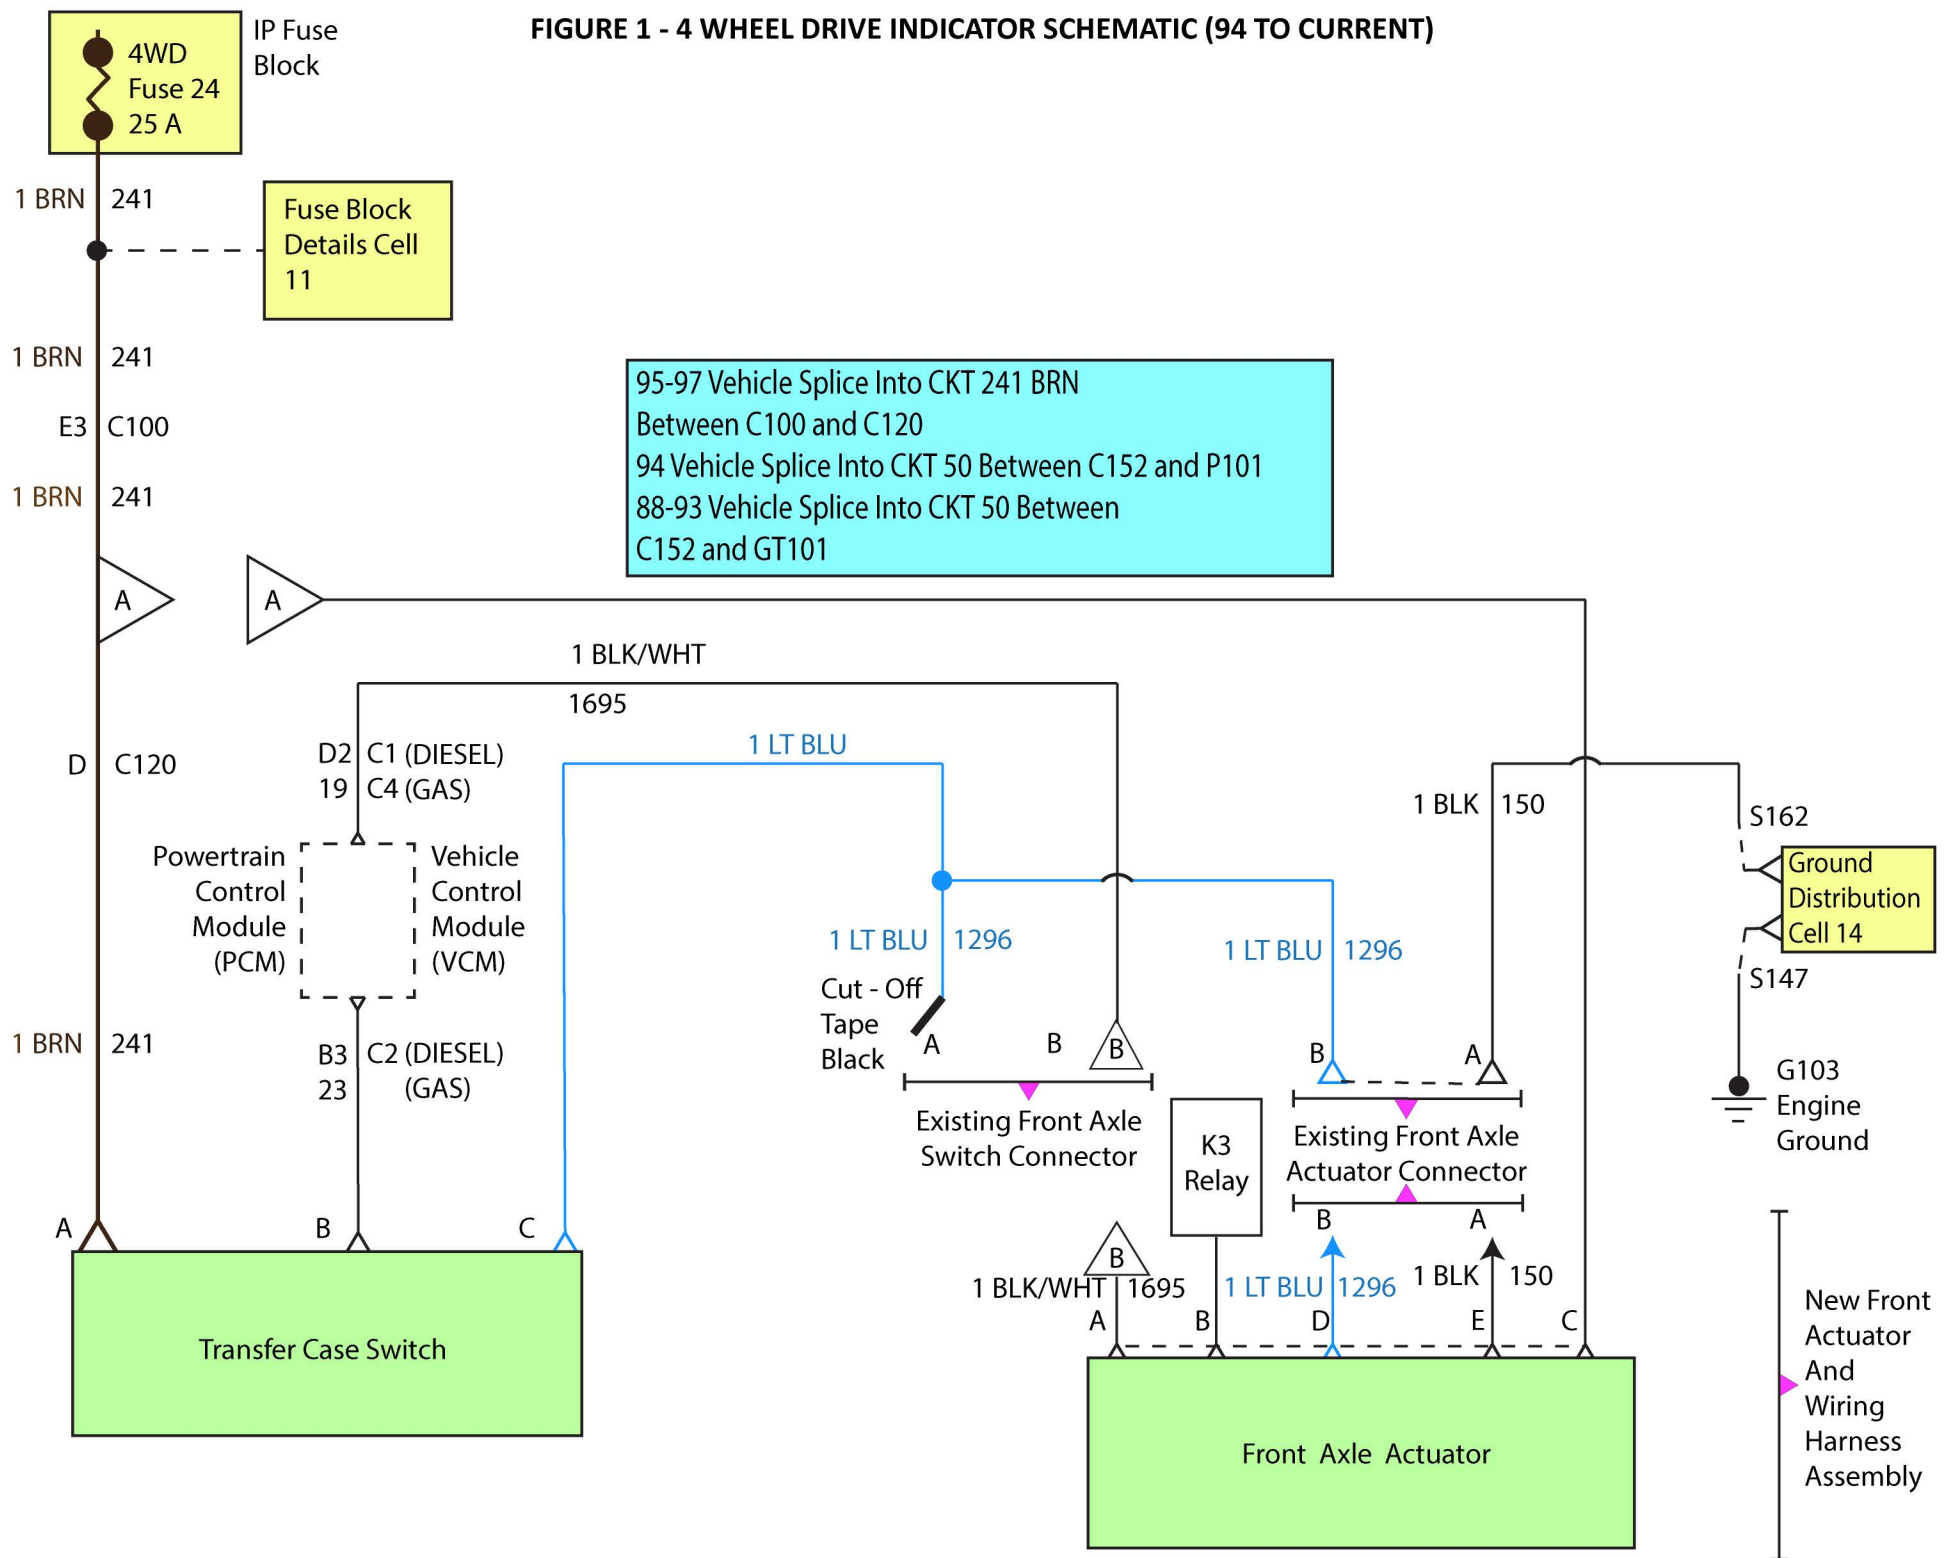 FIGURE 1 - 4 WHEEL DRIVE INDICATOR SCHEMATIC (94 TO CURRENT)
4WD
Fuse 24
25 A
IP Fuse
Block
1 BRN 241
Fuse Block
Details Cell
11
1 BRN 241
E3 C100
1 BRN 241
95-97 Vehicle Splice Into CKT 241 BRN
Between C100 and C120
94 Vehicle Splice Into CKT 50 Between C152 and P101
88-93 Vehicle Splice Into CKT 50 Between
C152 and GT101
A
A
1 BLK/WHT
1695
D C120
D2 C1 (DIESEL)
19 C4 (GAS)
1 LT BLU
1 BLK 150
S162
Powertrain
Control
Module
(PCM)
Vehicle
Control
Module
(VCM)
Ground
Distribution
Cell 14
S147
1 LT BLU 1296
1 LT BLU 1296
Cut - Off
Tape
Black
A
B
B
B
A
1 BRN 241
B3 C2 (DIESEL)
23 (GAS)
G103
Engine
Ground
Existing Front Axle
Switch Connector
K3
Relay
Existing Front Axle
Actuator Connector
B
A
A
B
C
B
1 BLK/WHT 1695
1 LT BLU 1296
1 BLK 150
A
B
D
E
C
Transfer Case Switch
Front Axle Actuator
New Front
Actuator
And
Wiring
Harness
Assembly